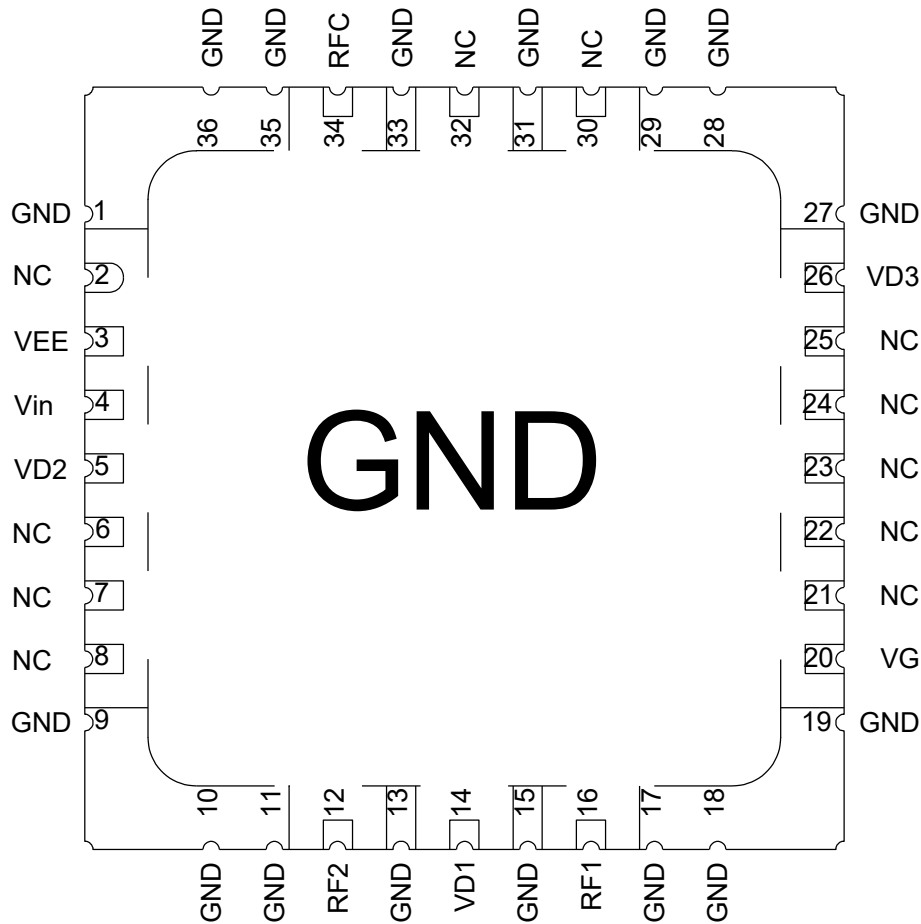 GND GND RFC GND NC GND NC GND GND
36 35 34 33 32 31 30 29 28
GND 1 27 GND
NC 2 26 VD3
VEE 3 25 NC
Vin 4 24 NC
VD2 5 23 NC
GND
NC 6 22 NC
NC 7 21 NC
NC 8 20 VG
GND 9 19 GND
10 11 12 13 14 15 16 17 18
GND GND RF2 GND VD1 GND RF1 GND GND